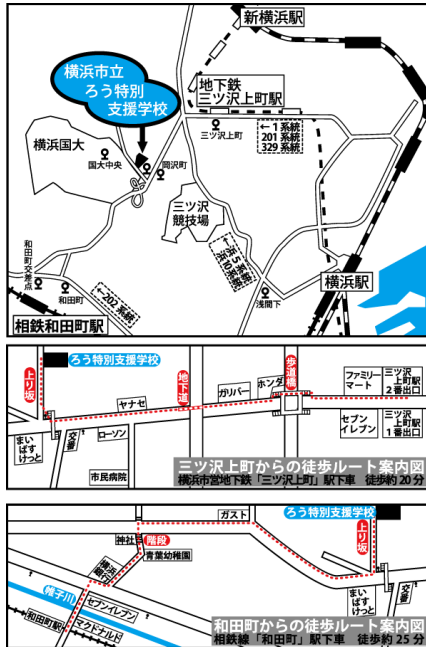 新横浜駅
横浜市立
ろう特別
支援学校
地下鉄
三ツ沢上町駅
三ツ沢上町
←1系統
201系統
329系統
横浜国大
国大中央
岡沢町
三ツ沢
競技場
←浜5系統
浜10系統
和田町交差点
和田町
←202系統
浅間下
横浜駅
相鉄和田町駅
ろう特別支援学校
上り坂
ヤナセ
地下道
ガリバー
ホンダ
歩道橋
ファミリー
マート
三ツ沢
上町駅
2番出口
まい
ばす
けっと
交番
ローソン
市民病院
セブン
イレブン
三ツ沢
上町駅
1番出口
三ツ沢上町からの徒歩ルート案内図
横浜市営地下鉄「三ツ沢上町」駅下車 徒歩約20分
ガスト
ろう特別支援学校
上り坂
神社
階段
青葉幼稚園
横浜銀行
帷子川
セブンイレブン
和田町駅
マクドナルド
まい
ばす
けっと
交番
和田町からの徒歩ルート案内図
相鉄線「和田町」駅下車 徒歩約25分